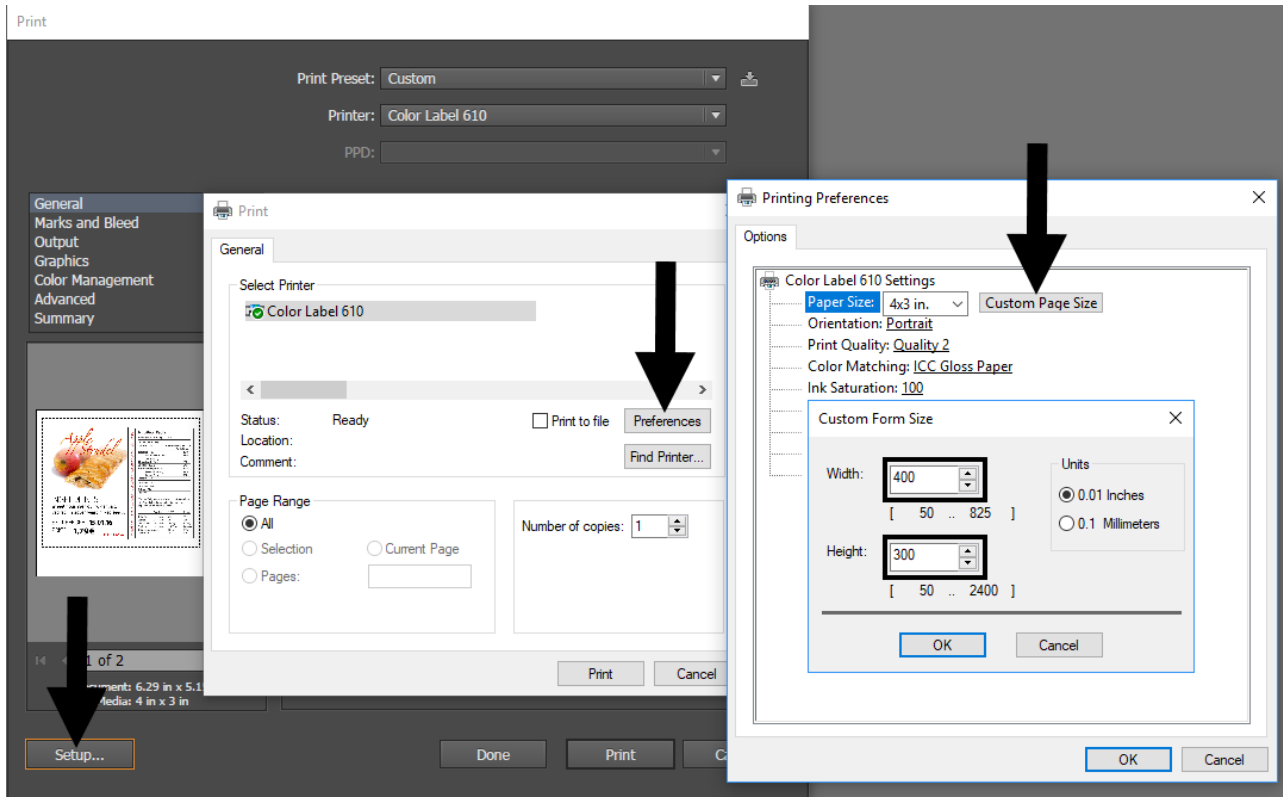 Print
Print Preset: Custom
Printer: Color Label 610
PPD:
General
Marks and Bleed
Output
Graphics
Color Management
Advanced
Summary
Apple
Strudel
1 of 2
Document: 6.29 in x 5.1
Media: 4 in x 3 in
Setup...
Done
Print
Print
General
Select Printer
Color Label 610
Status: Ready
Location:
Comment:
Print to file
Preferences
Find Printer...
Page Range
All
Selection
Current Page
Pages:
Number of copies: 1
Print
Cancel
Printing Preferences
Options
Color Label 610 Settings
Paper Size: 4x3 in. Custom Page Size
Orientation: Portrait
Print Quality: Quality 2
Color Matching: ICC Gloss Paper
Ink Saturation: 100
Custom Form Size
Width: 400
[ 50 .. 825 ]
Height: 300
[ 50 .. 2400 ]
Units
0.01 Inches
0.1 Millimeters
OK
Cancel
OK
Cancel